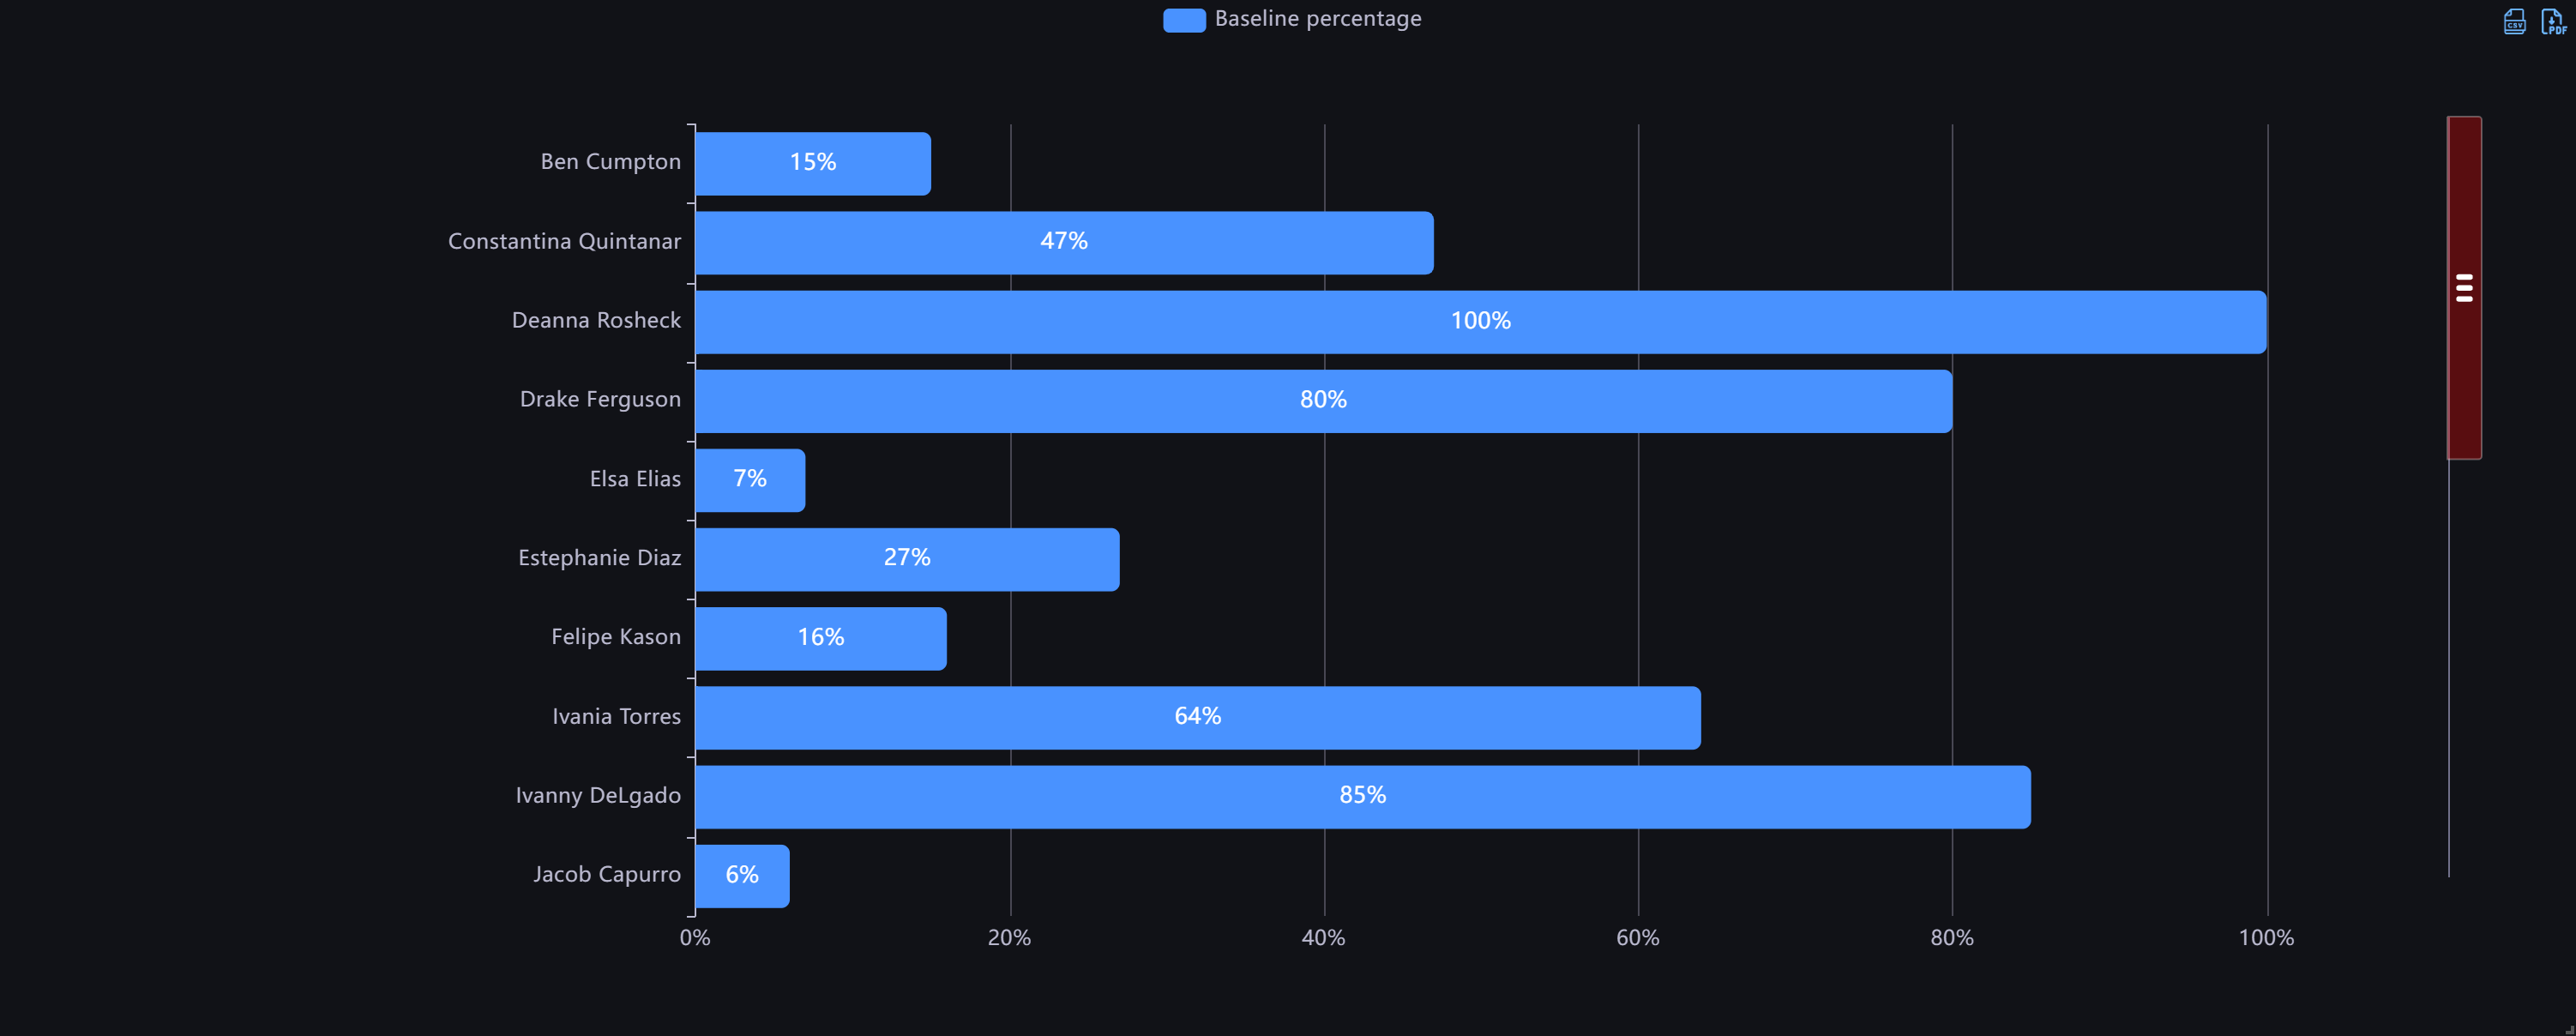 Baseline percentage
CSV
PDF
Ben Cumpton 15%
Constantina Quintanar 47%
Deanna Rosheck 100%
Drake Ferguson 80%
Elsa Elias 7%
Estephanie Diaz 27%
Felipe Kason 16%
Ivania Torres 64%
Ivanny DeLgado 85%
Jacob Capurro 6%
0% 20% 40% 60% 80% 100%